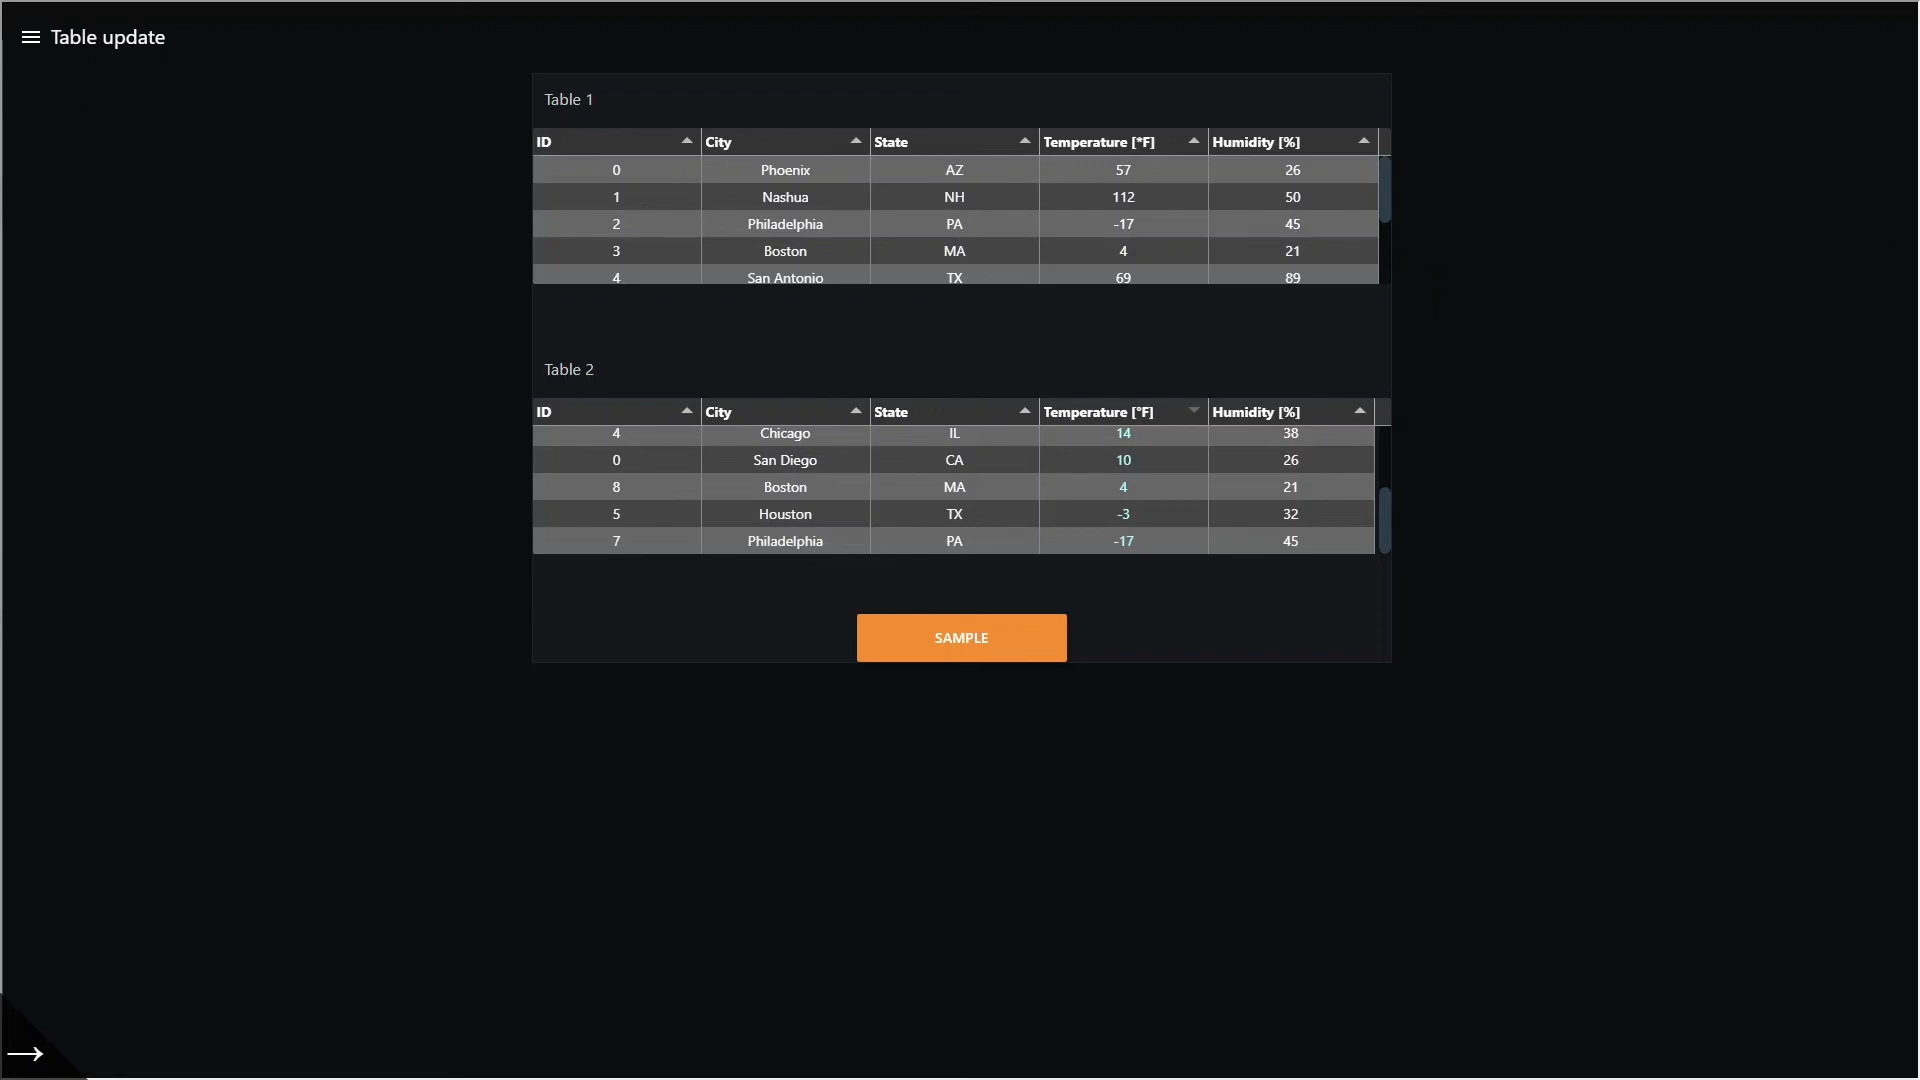 Table update
Table 1
ID City State Temperature [*F] Humidity [%]
0 Phoenix AZ 57 26
1 Nashua NH 112 50
2 Philadelphia PA -17 45
3 Boston MA 4 21
4 San Antonio TX 69 89
Table 2
ID City State Temperature [°F] Humidity [%]
4 Chicago IL 14 38
0 San Diego CA 10 26
8 Boston MA 4 21
5 Houston TX -3 32
7 Philadelphia PA -17 45
SAMPLE